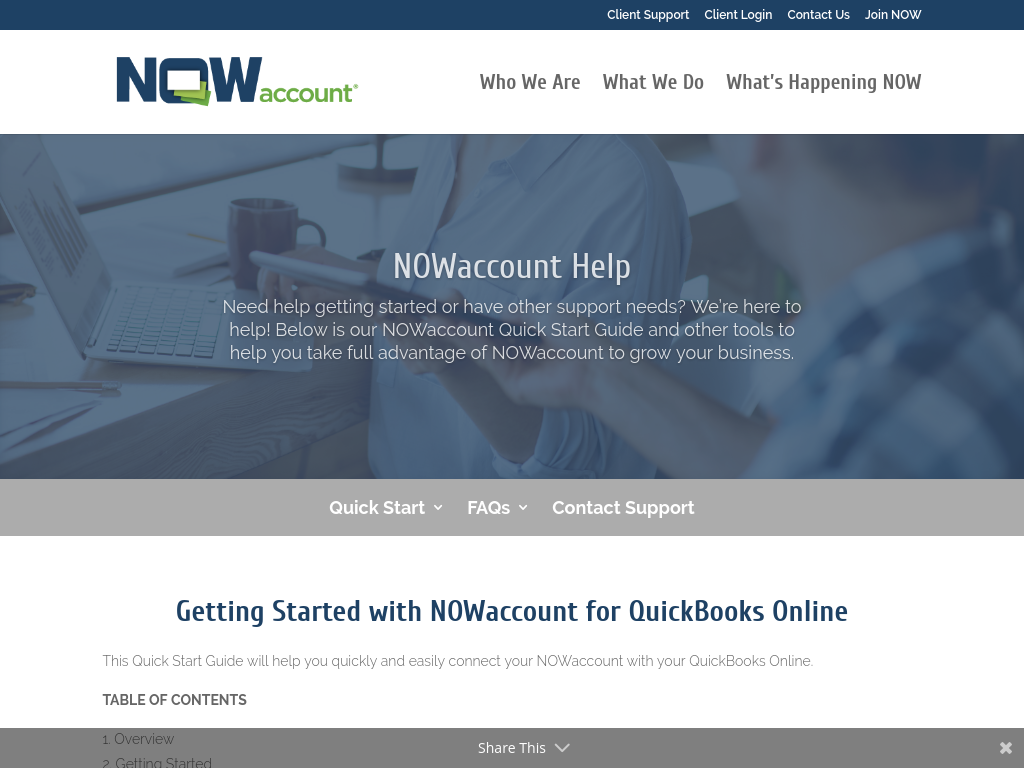 Client Support Client Login Contact Us Join NOW
NOWaccount®
Who We Are What We Do What's Happening NOW
NOWaccount Help
Need help getting started or have other support needs? We're here to
help! Below is our NOWaccount Quick Start Guide and other tools to
help you take full advantage of NOWaccount to grow your business.
Quick Start FAQs Contact Support
Getting Started with NOWaccount for QuickBooks Online
This Quick Start Guide will help you quickly and easily connect your NOWaccount with your QuickBooks Online.
TABLE OF CONTENTS
1. Overview
2. Getting Started
Share This